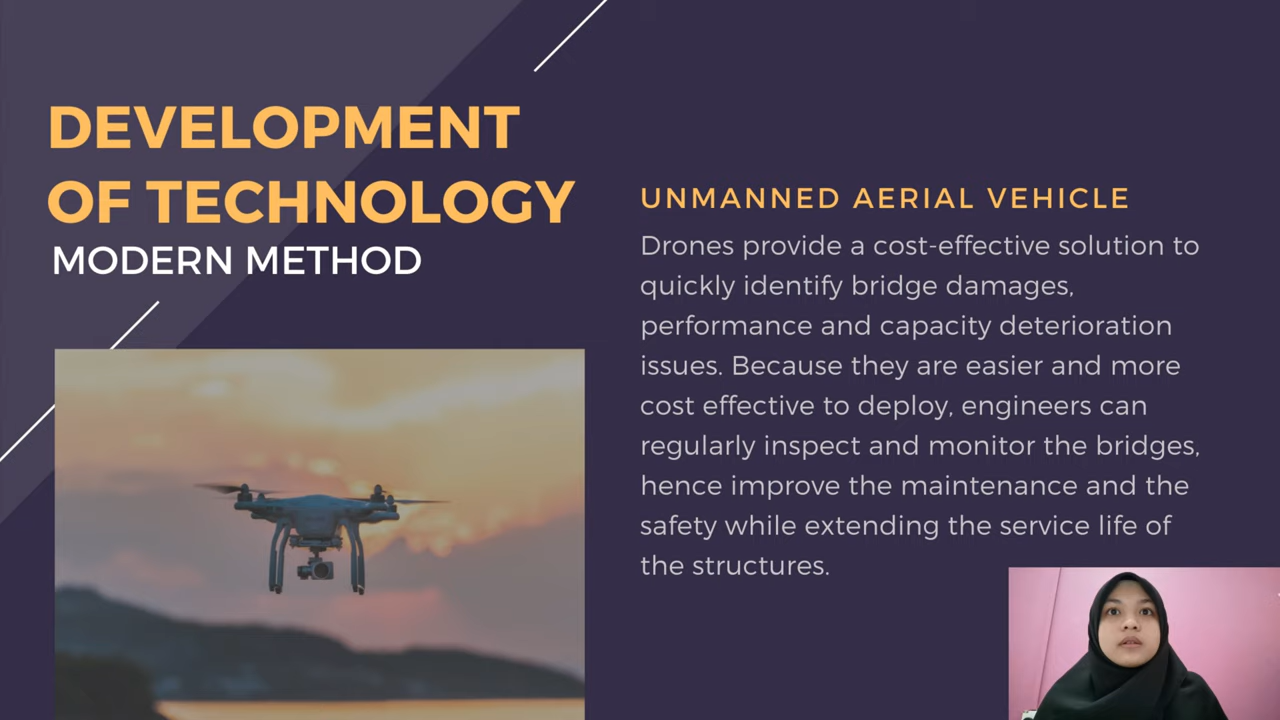 DEVELOPMENT
OF TECHNOLOGY
MODERN METHOD
UNMANNED AERIAL VEHICLE
Drones provide a cost-effective solution to
quickly identify bridge damages,
performance and capacity deterioration
issues. Because they are easier and more
cost effective to deploy, engineers can
regularly inspect and monitor the bridges,
hence improve the maintenance and the
safety while extending the service life of
the structures.